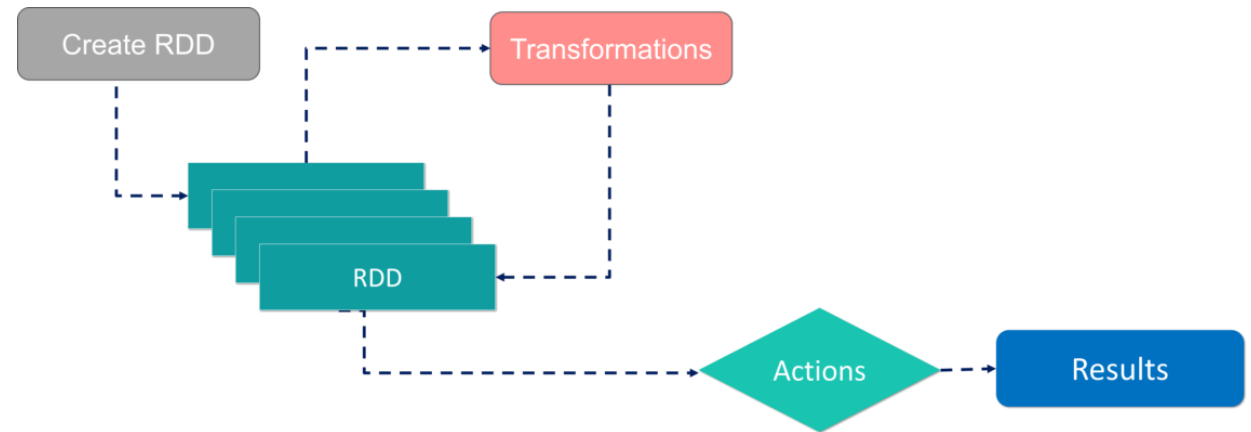 Create RDD
Transformations
RDD
Actions
Results